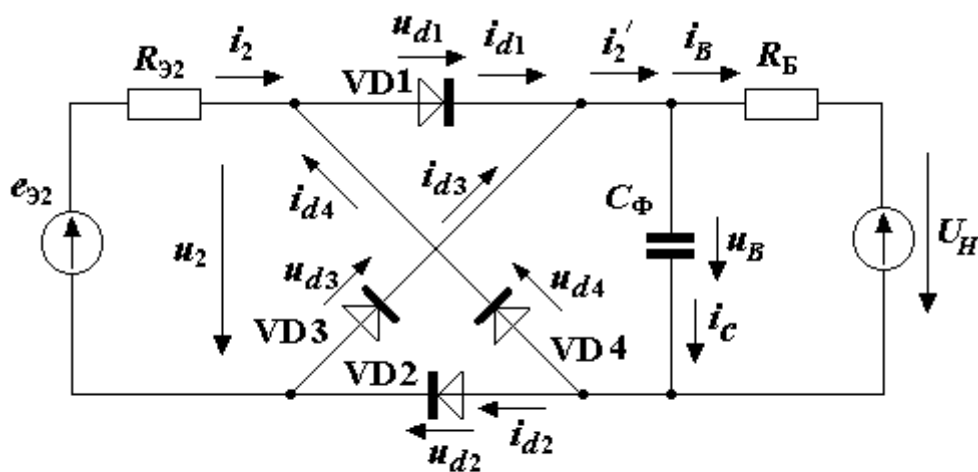 u_d1 i_d1 i_2′ i_B
R_Э2 i_2 VD1 R_Б
e_Э2 i_d4 i_d3 C_Ф
u_2 u_d3 u_d4 u_B U_H
VD3 VD4 i_c
VD2
u_d2 i_d2